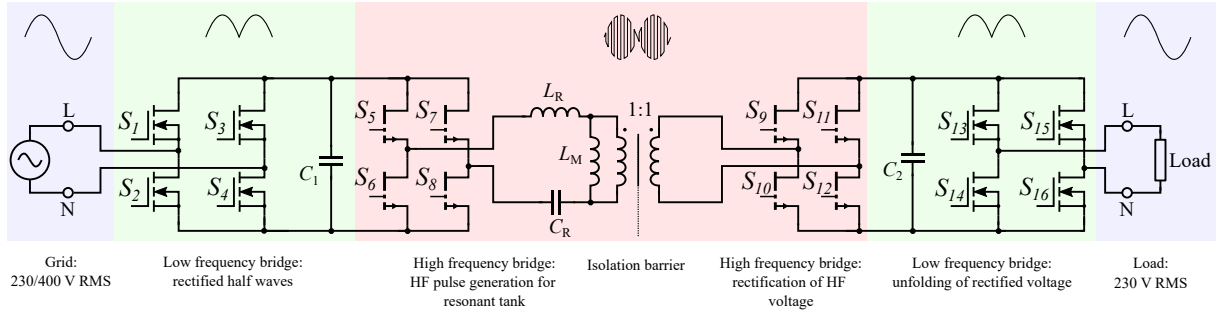 L
N
S1
S2
S3
S4
C1
S5
S6
S7
S8
LR
LM
CR
1:1
S9
S10
S11
S12
C2
S13
S14
S15
S16
L
N
Load
Grid:
230/400 V RMS
Low frequency bridge:
rectified half waves
High frequency bridge:
HF pulse generation for
resonant tank
Isolation barrier
High frequency bridge:
rectification of HF
voltage
Low frequency bridge:
unfolding of rectified voltage
Load:
230 V RMS